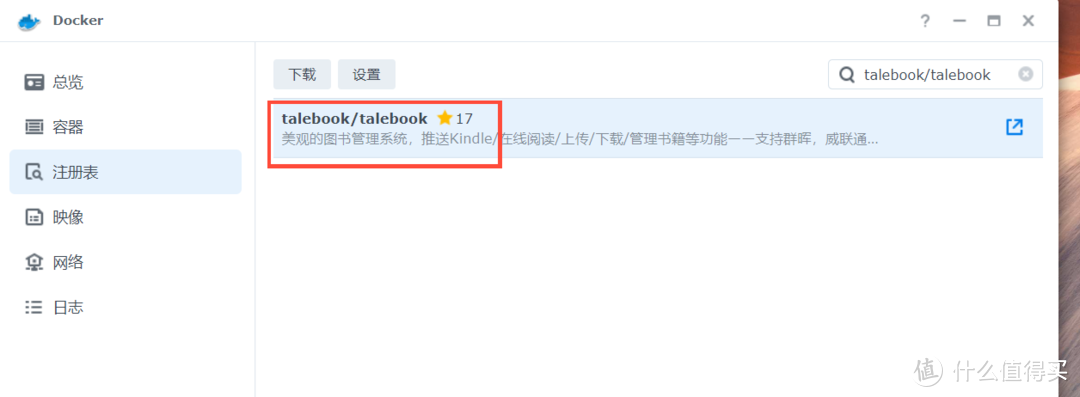 Docker
总览
容器
注册表
映像
网络
日志
下载 设置 talebook/talebook
talebook/talebook 17
美观的图书管理系统，推送Kindle/在线阅读/上传/下载/管理书籍等功能——支持群晖，威联通...
值 什么值得买